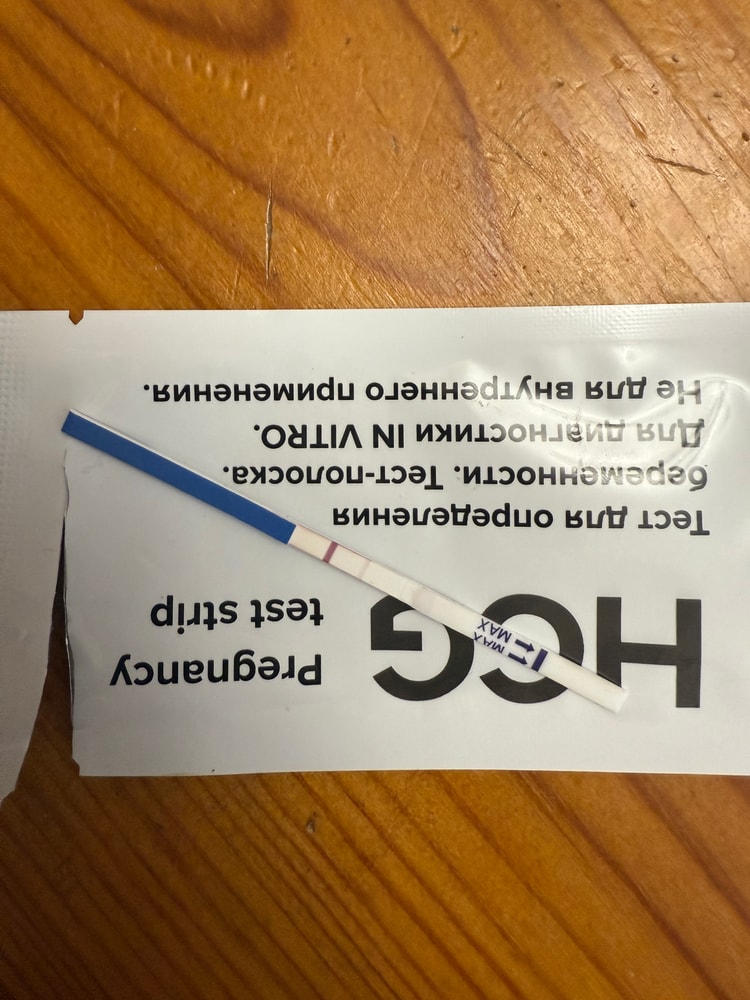 HCG
Pregnancy
test strip
Тест для определения
беременности. Тест-полоска.
Для диагностики IN VITRO.
Не для внутреннего применения.
MAX
MAX